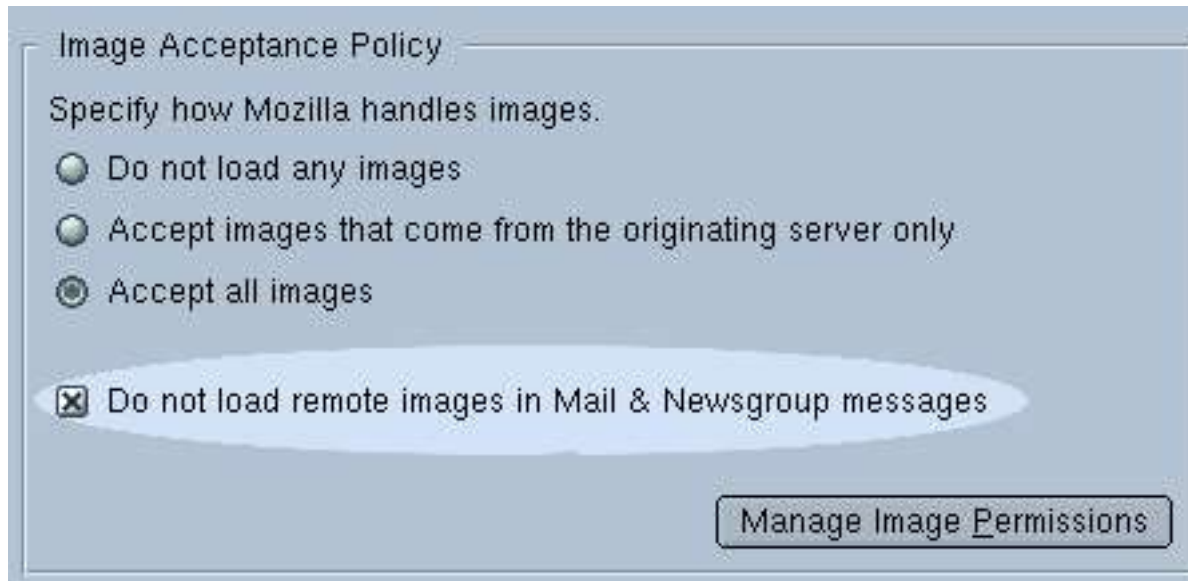 Image Acceptance Policy
Specify how Mozilla handles images.
Do not load any images
Accept images that come from the originating server only
Accept all images
Do not load remote images in Mail & Newsgroup messages
Manage Image Permissions